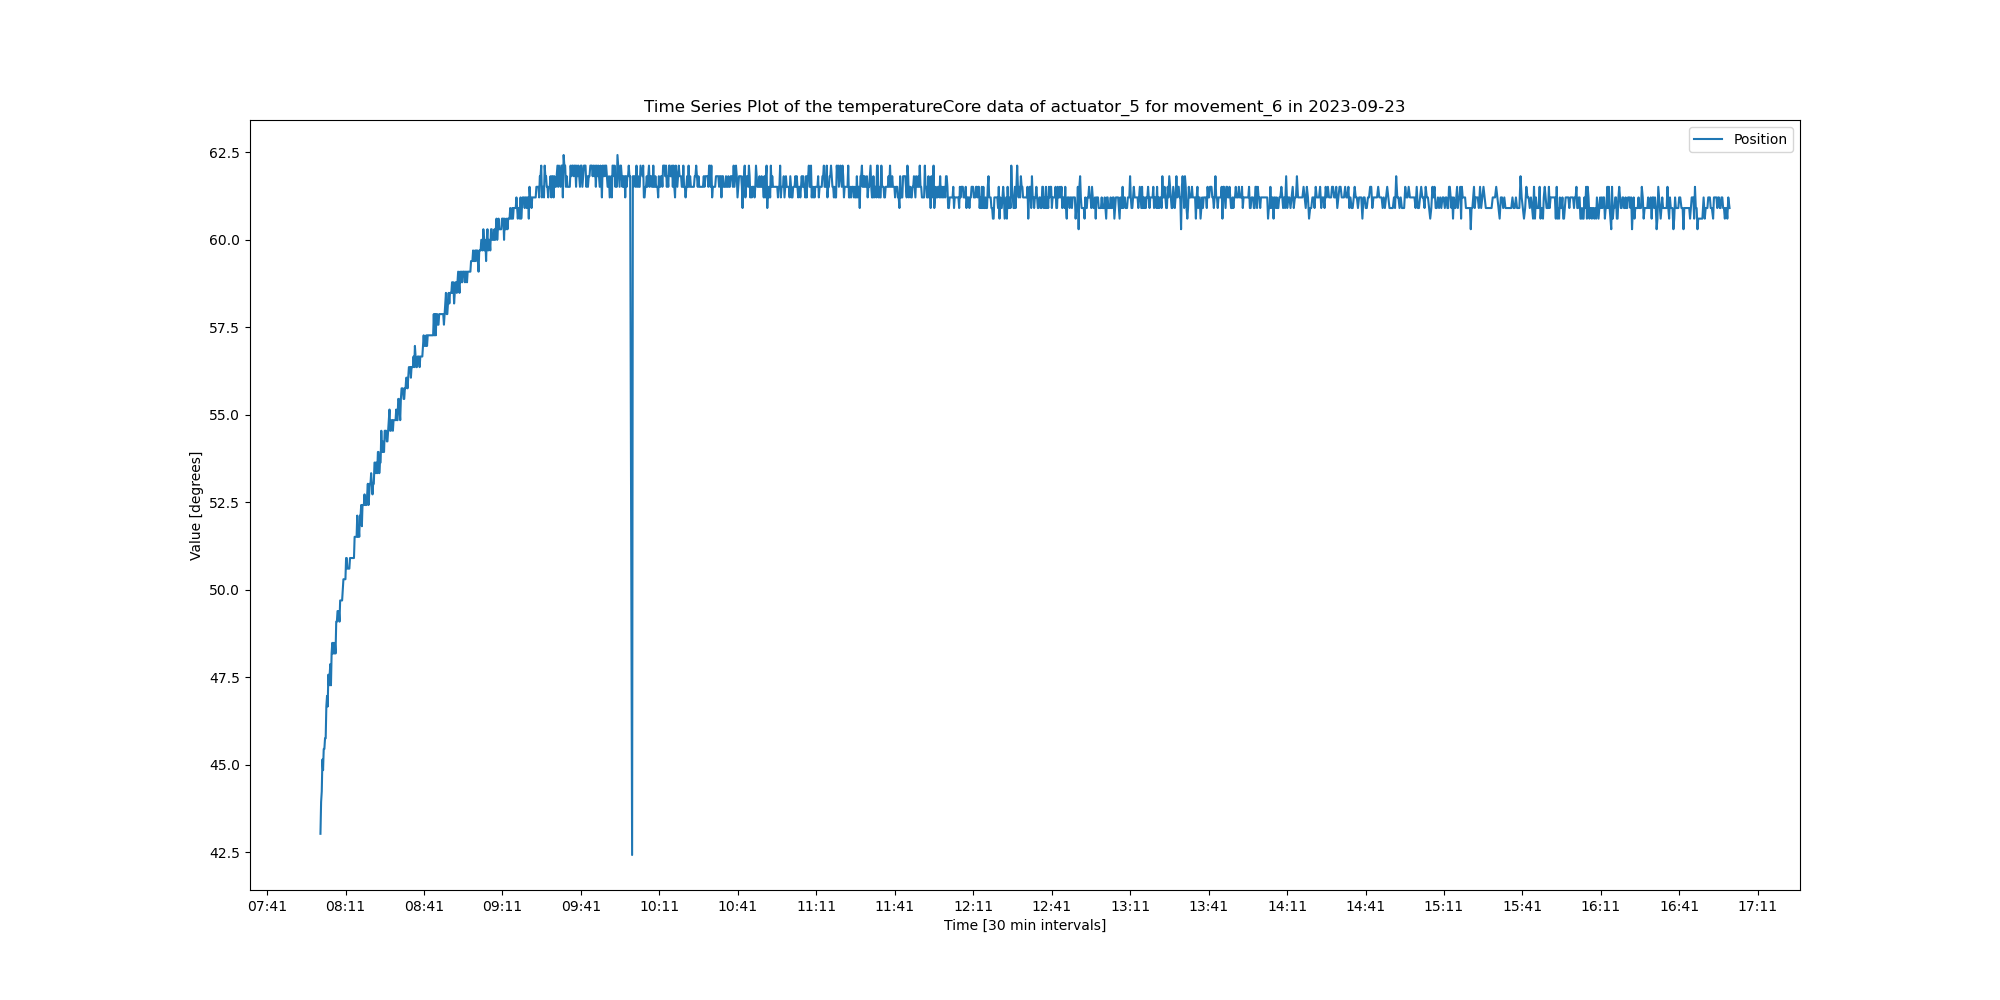 Time Series Plot of the temperatureCore data of actuator_5 for movement_6 in 2023-09-23
Position
62.5
60.0
57.5
55.0
52.5
50.0
47.5
45.0
42.5
Value [degrees]
07:41 08:11 08:41 09:11 09:41 10:11 10:41 11:11 11:41 12:11 12:41 13:11 13:41 14:11 14:41 15:11 15:41 16:11 16:41 17:11
Time [30 min intervals]